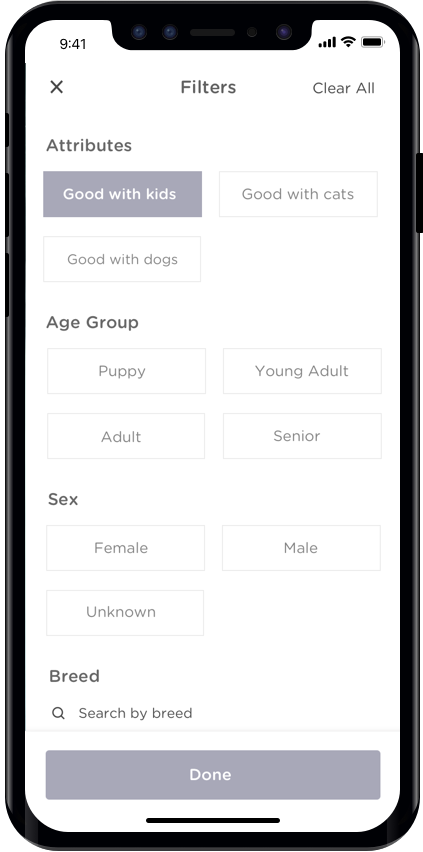 9:41
Filters
Clear All
Attributes
Good with kids
Good with cats
Good with dogs
Age Group
Puppy
Young Adult
Adult
Senior
Sex
Female
Male
Unknown
Breed
Search by breed
Done